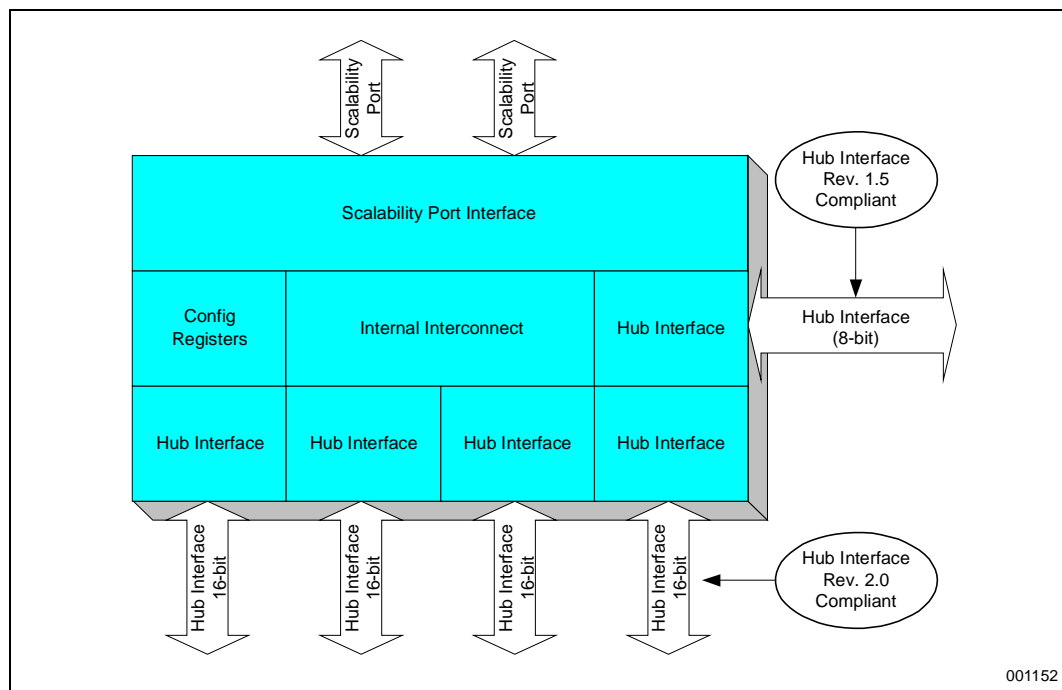 Scalability
Port
Scalability
Port
Hub Interface
Rev. 1.5
Compliant
Scalability Port Interface
Config
Registers
Internal Interconnect
Hub Interface
Hub Interface
(8-bit)
Hub Interface
Hub Interface
Hub Interface
Hub Interface
Hub Interface
16-bit
Hub Interface
16-bit
Hub Interface
16-bit
Hub Interface
16-bit
Hub Interface
Rev. 2.0
Compliant
001152